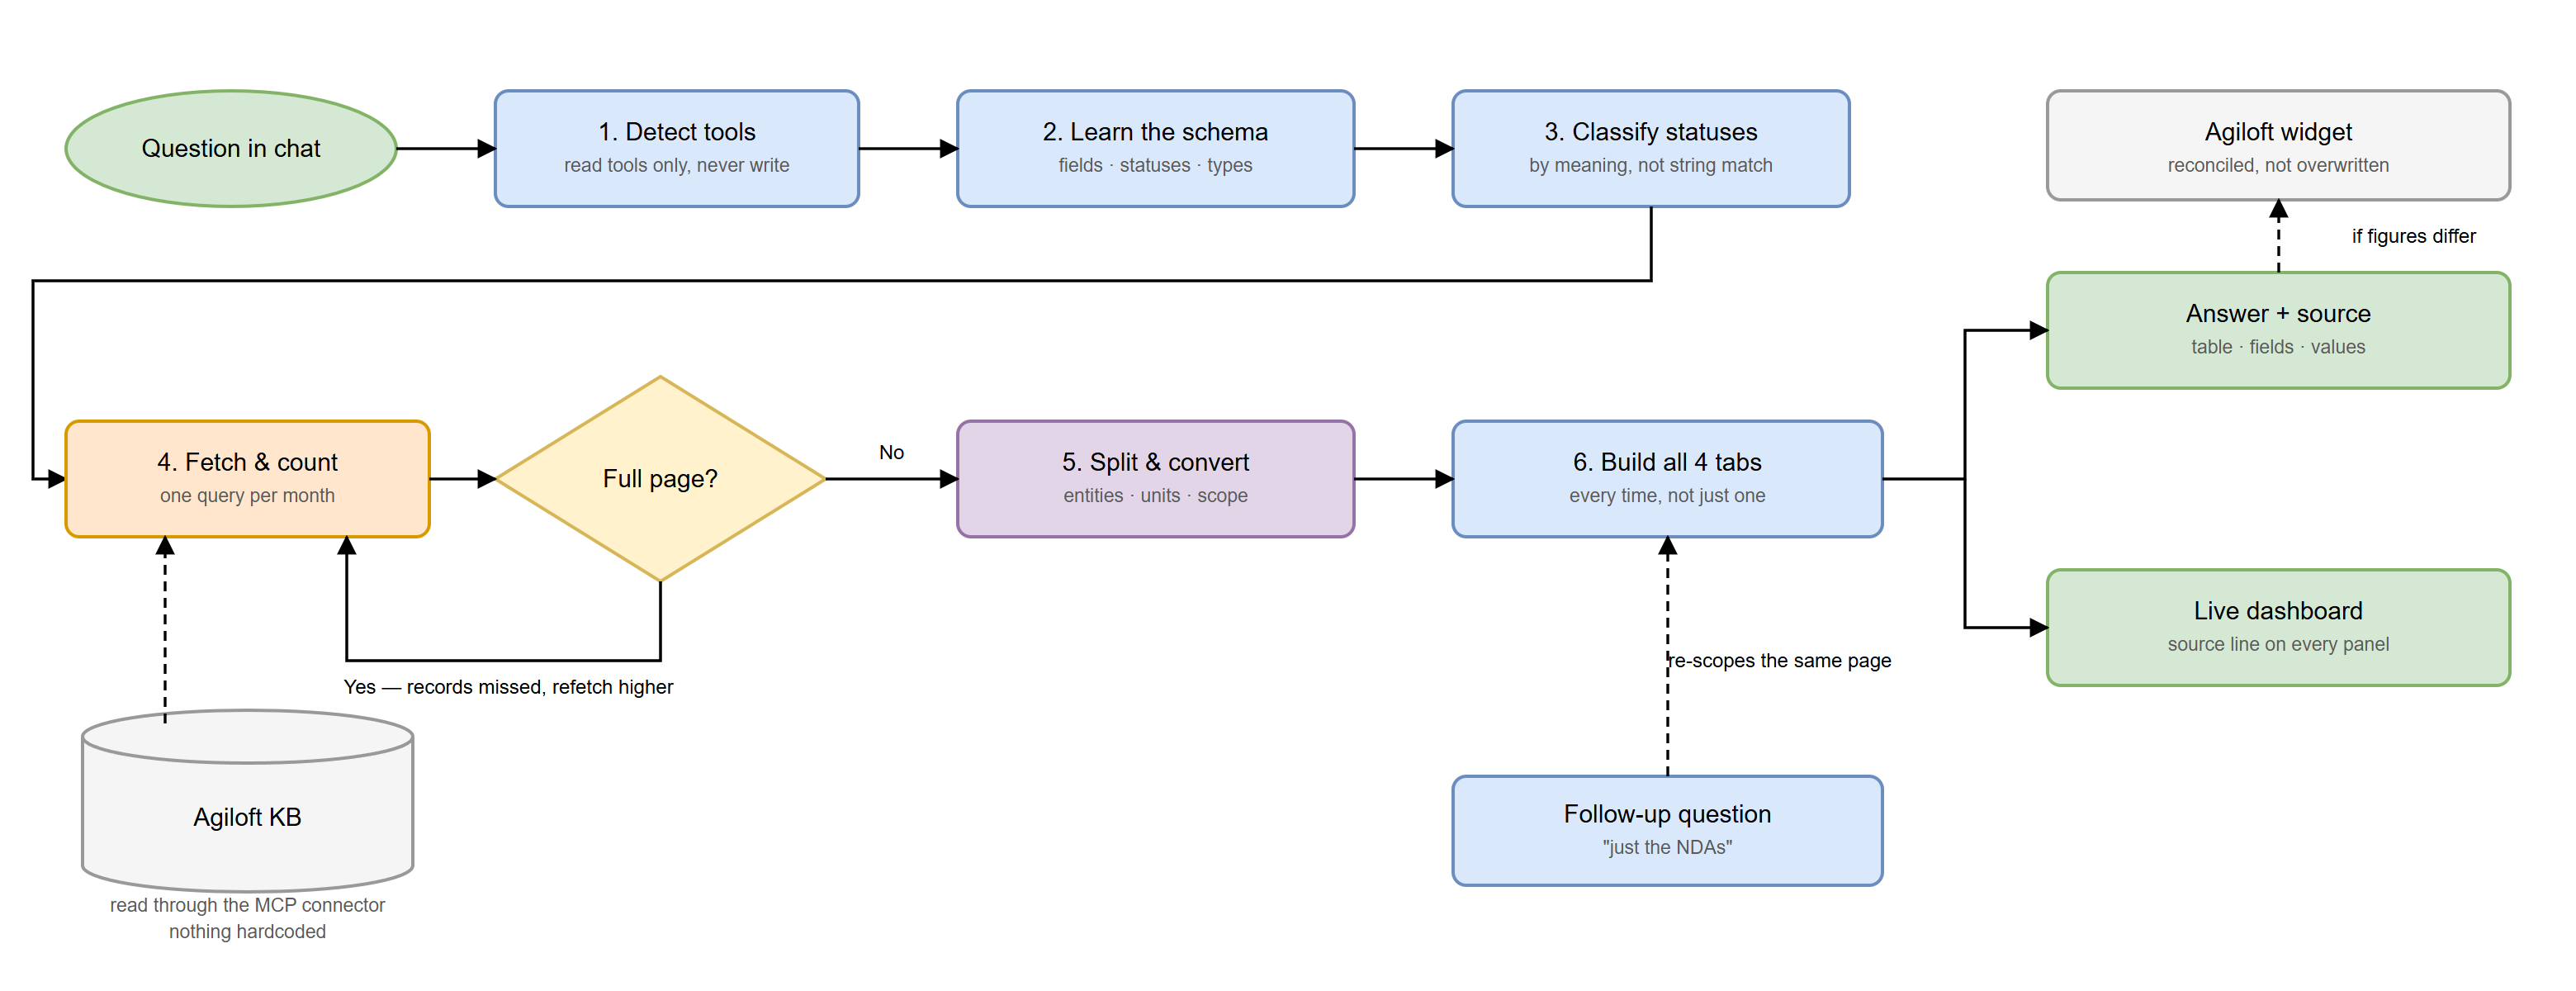 Question in chat
1. Detect tools
read tools only, never write
2. Learn the schema
fields · statuses · types
3. Classify statuses
by meaning, not string match
Agiloft widget
reconciled, not overwritten
if figures differ
Answer + source
table · fields · values
4. Fetch & count
one query per month
Full page?
No
5. Split & convert
entities · units · scope
6. Build all 4 tabs
every time, not just one
Live dashboard
source line on every panel
Yes — records missed, refetch higher
re-scopes the same page
Agiloft KB
read through the MCP connector
nothing hardcoded
Follow-up question
"just the NDAs"